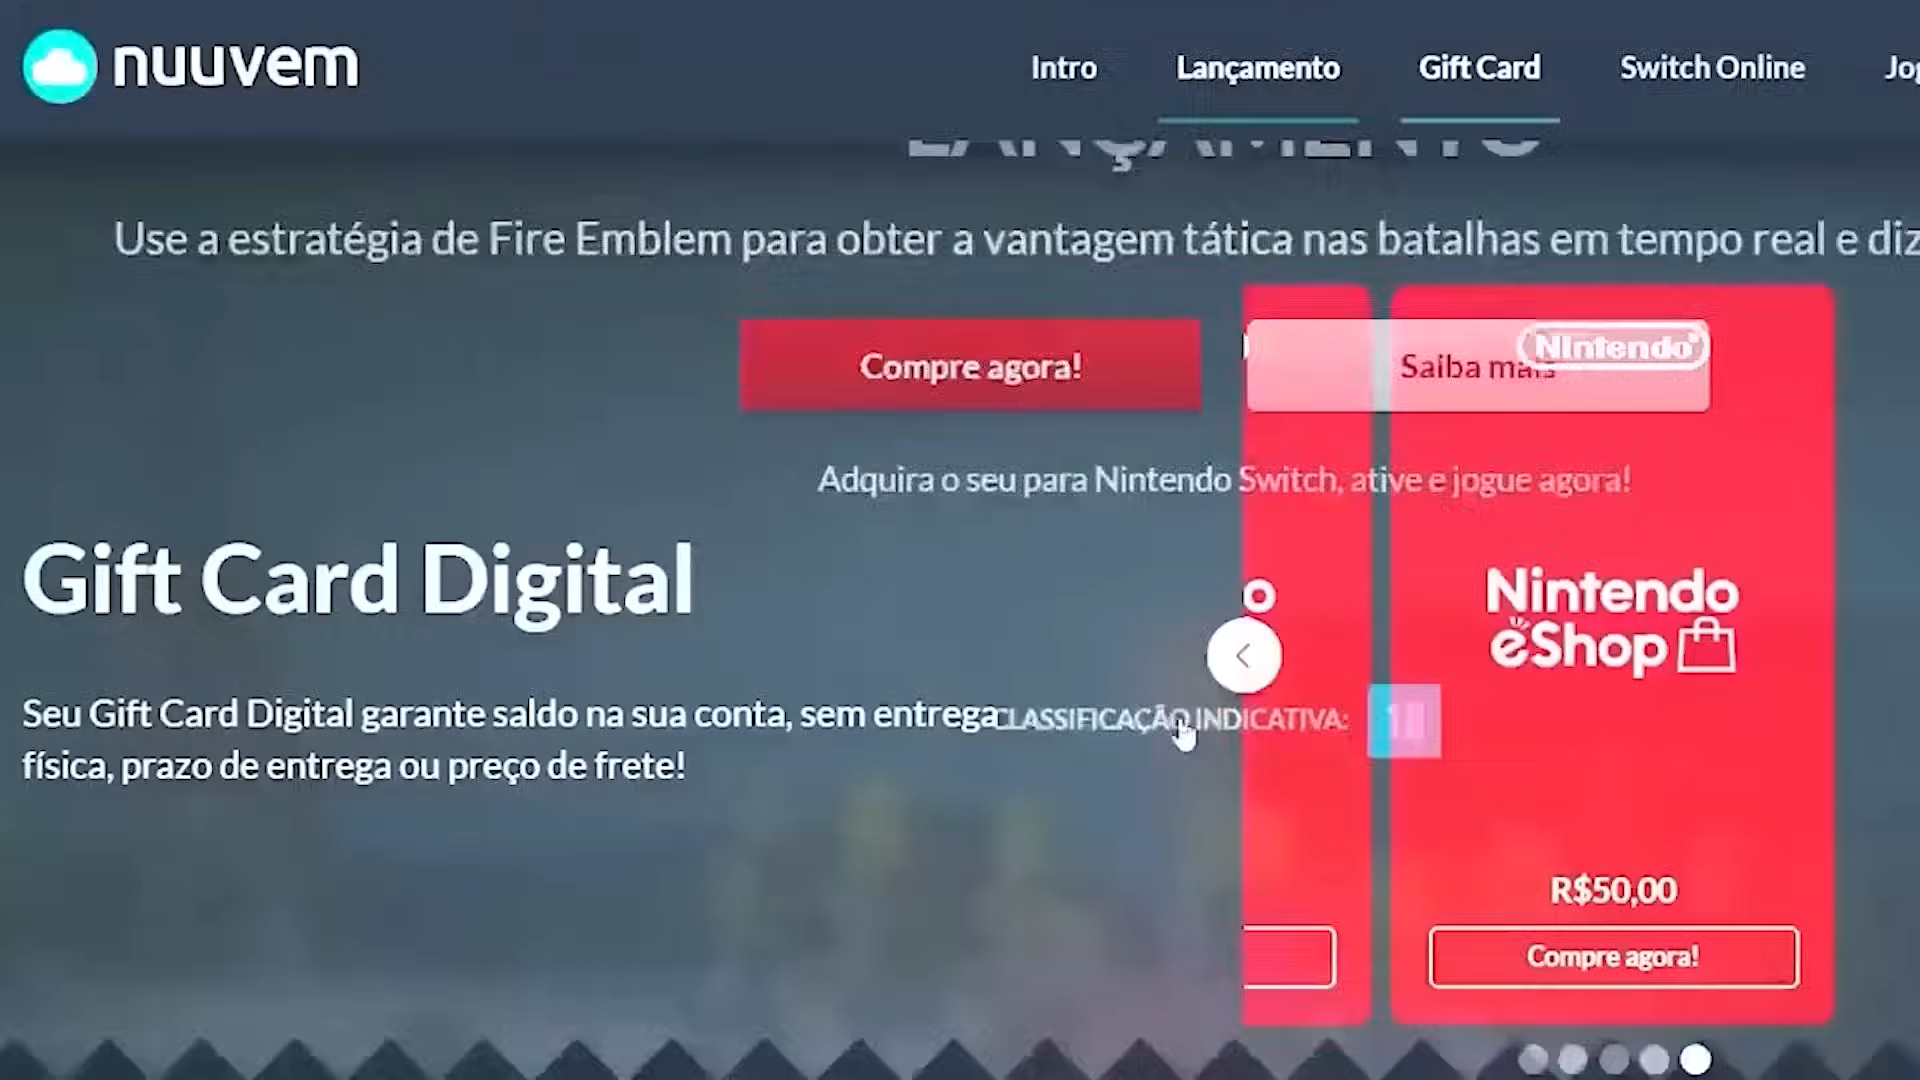 nuuvem
Intro
Lançamento
Gift Card
Switch Online
LANÇAMENTO
Use a estratégia de Fire Emblem para obter a vantagem tática nas batalhas em tempo real e
Compre agora!
Saiba mais
Nintendo
Adquira o seu para Nintendo Switch, ative e jogue agora!
Gift Card Digital
Nintendo
eShop
Seu Gift Card Digital garante saldo na sua conta, sem entrega
física, prazo de entrega ou preço de frete!
CLASSIFICAÇÃO INDICATIVA:
R$50,00
Compre agora!